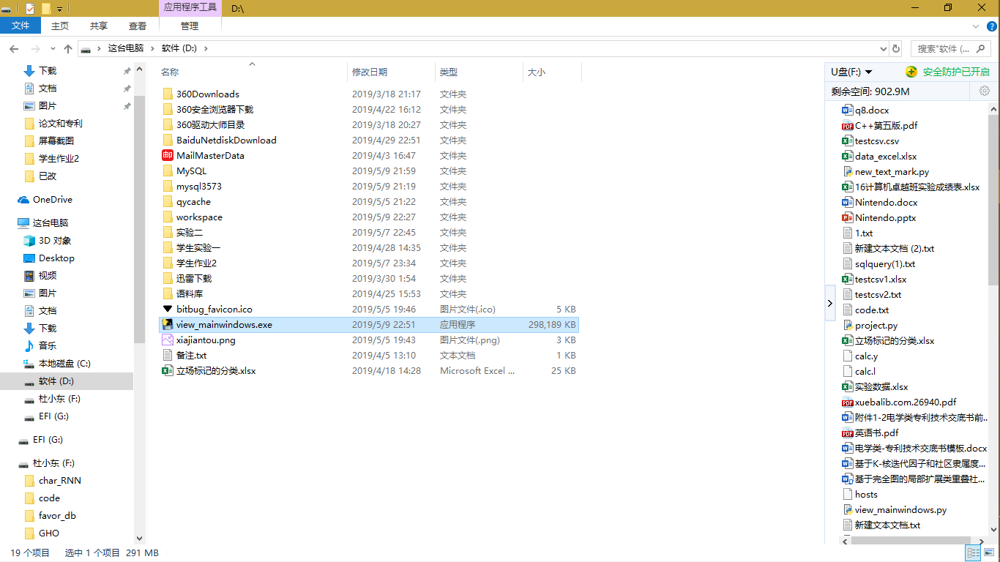 应用程序工具 D:\
文件 主页 共享 查看 管理
这台电脑 软件 (D:) 搜索"软件 (...
下载
文档
图片
论文和专利
屏幕截图
学生作业2
已改
OneDrive
这台电脑
3D 对象
Desktop
视频
图片
文档
下载
音乐
本地磁盘 (C:)
软件 (D:)
杜小东 (F:)
EFI (G:)
EFI (G:)
杜小东 (F:)
char_RNN
code
favor_db
GHO
名称 修改日期 类型 大小
360Downloads 2019/3/18 21:17 文件夹
360安全浏览器下载 2019/4/22 16:12 文件夹
360驱动大师目录 2019/3/18 20:27 文件夹
BaiduNetdiskDownload 2019/4/29 22:51 文件夹
MailMasterData 2019/4/3 16:47 文件夹
MySQL 2019/5/9 21:59 文件夹
mysql3573 2019/5/9 21:19 文件夹
qycache 2019/5/5 21:22 文件夹
workspace 2019/5/9 22:27 文件夹
实验二 2019/5/7 22:45 文件夹
学生实验一 2019/4/28 14:35 文件夹
学生作业2 2019/5/7 23:34 文件夹
迅雷下载 2019/3/30 1:54 文件夹
语料库 2019/4/25 15:53 文件夹
bitbug_favicon.ico 2019/5/5 19:46 图片文件(.ico) 5 KB
view_mainwindows.exe 2019/5/9 22:51 应用程序 298,189 KB
xiajiantou.png 2019/5/5 19:43 图片文件(.png) 3 KB
备注.txt 2019/4/5 13:10 文本文档 1 KB
立场标记的分类.xlsx 2019/4/18 14:28 Microsoft Excel ... 25 KB
U盘(F:) 安全防护已开启
剩余空间: 902.9M
q8.docx
C++第五版.pdf
testcsv.csv
data_excel.xlsx
new_text_mark.py
16计算机卓越班实验成绩表.xlsx
Nintendo.docx
Nintendo.pptx
1.txt
新建文本文档 (2).txt
sqlquery(1).txt
testcsv1.xlsx
testcsv2.txt
code.txt
project.py
立场标记的分类.xlsx
calc.y
calc.l
实验数据.xlsx
xuebalib.com.26940.pdf
附件1-2电学类专利技术交底书前...
英语书.pdf
电学类-专利技术交底书模板.docx
基于K-核迭代因子和社区隶属度...
基于完全图的局部扩展类重叠社...
hosts
view_mainwindows.py
新建文本文档.txt
19 个项目 选中 1 个项目 291 MB